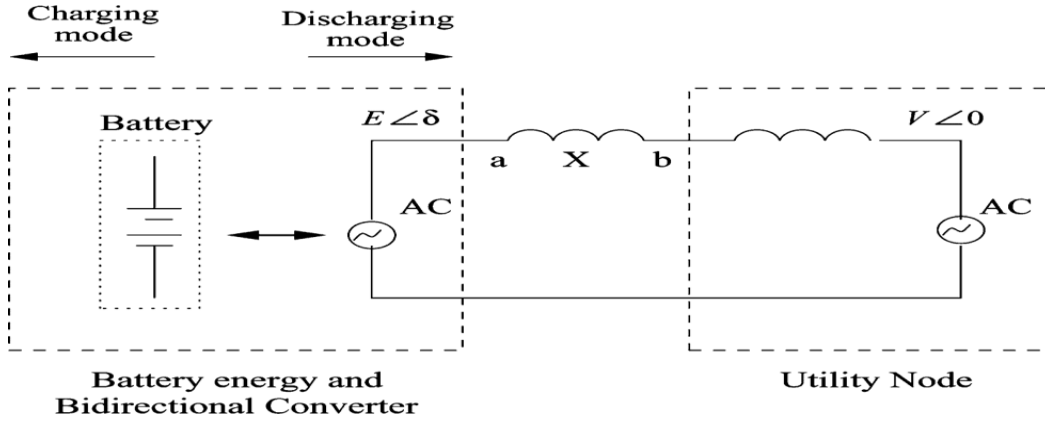 Charging
mode
Discharging
mode
Battery
E∠δ
V∠0
a
X
b
AC
AC
Battery energy and
Bidirectional Converter
Utility Node